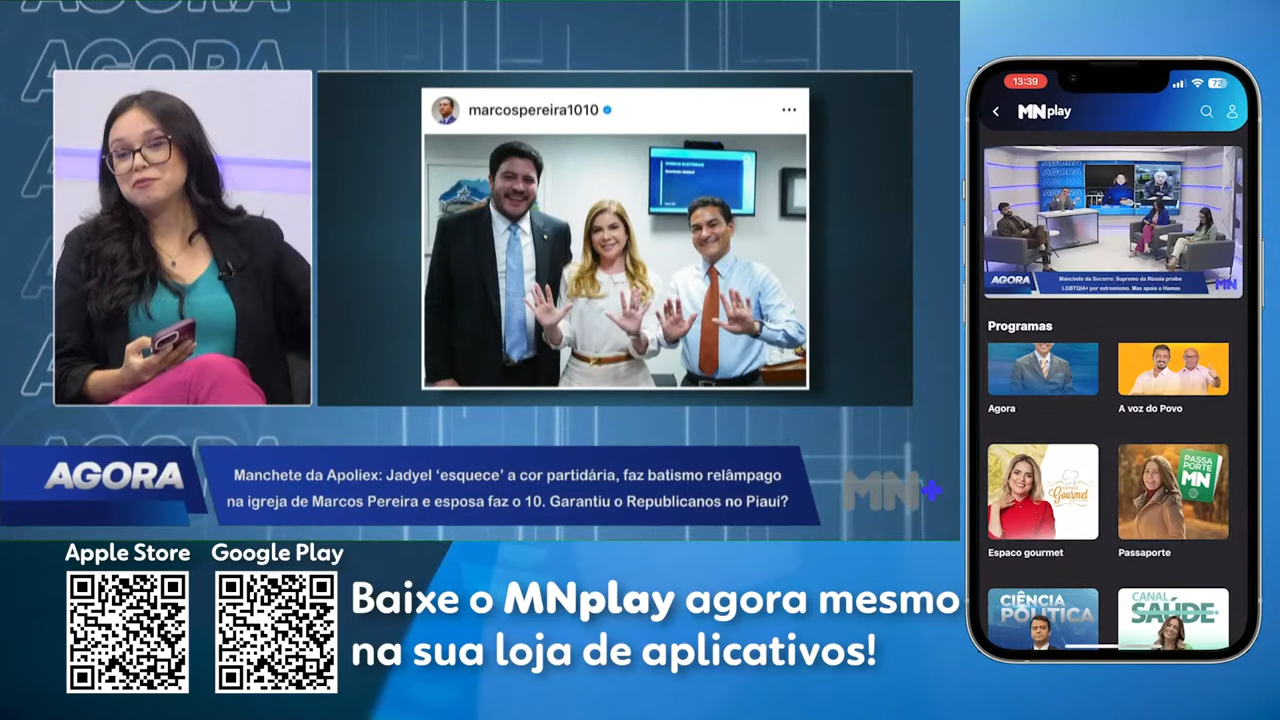 AGORA
AGORA
marcospereira1010
AGORA
Manchete da Apoliex: Jadyel ‘esquece’ a cor partidária, faz batismo relâmpago
na igreja de Marcos Pereira e esposa faz o 10. Garantiu o Republicanos no Piauí?
MN+
Apple Store
Google Play
Baixe o MNplay agora mesmo
na sua loja de aplicativos!
13:39
72
MNplay
AGORA
Manchete da Socorro: Supremo da Rússia proíbe
LGBTQIA+ por extremismo. Mas apoia o Hamas
MN
Programas
Agora
A voz do Povo
ESPAÇO
Gourmet
PASSA
PORTE
MN
Espaco gourmet
Passaporte
CIÊNCIA
POLÍTICA
CANAL
SAÚDE